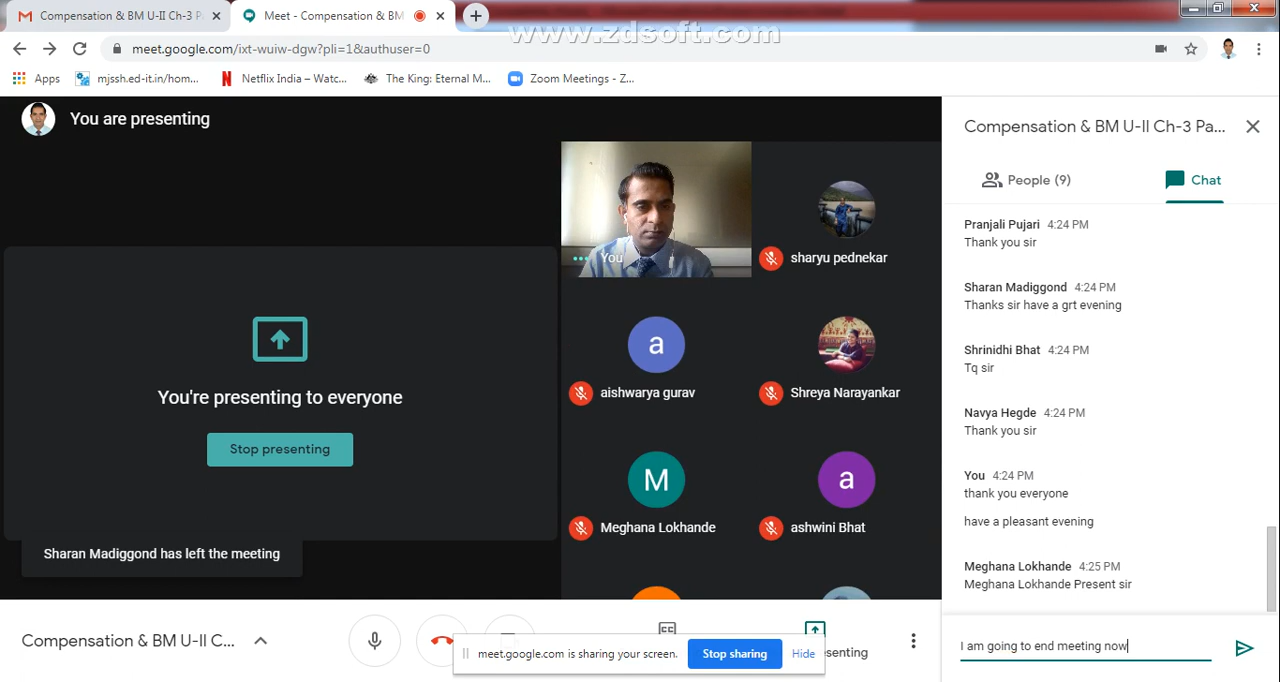 Compensation & BM U-II Ch-3 P
Meet - Compensation & BM
www.zdsoft.com
meet.google.com/ixt-wuiw-dgw?pli=1&authuser=0
Apps
mjssh.ed-it.in/hom...
Netflix India – Watc...
The King: Eternal M...
Zoom Meetings - Z...
You are presenting
You're presenting to everyone
Stop presenting
Sharan Madiggond has left the meeting
You
sharyu pednekar
a
aishwarya gurav
Shreya Narayankar
M
Meghana Lokhande
a
ashwini Bhat
Compensation & BM U-II Ch-3 Pa...
People (9)
Chat
Pranjali Pujari 4:24 PM
Thank you sir
Sharan Madiggond 4:24 PM
Thanks sir have a grt evening
Shrinidhi Bhat 4:24 PM
Tq sir
Navya Hegde 4:24 PM
Thank you sir
You 4:24 PM
thank you everyone
have a pleasant evening
Meghana Lokhande 4:25 PM
Meghana Lokhande Present sir
I am going to end meeting now
Compensation & BM U-II C...
CC
meet.google.com is sharing your screen.
Stop sharing
Hide
esenting